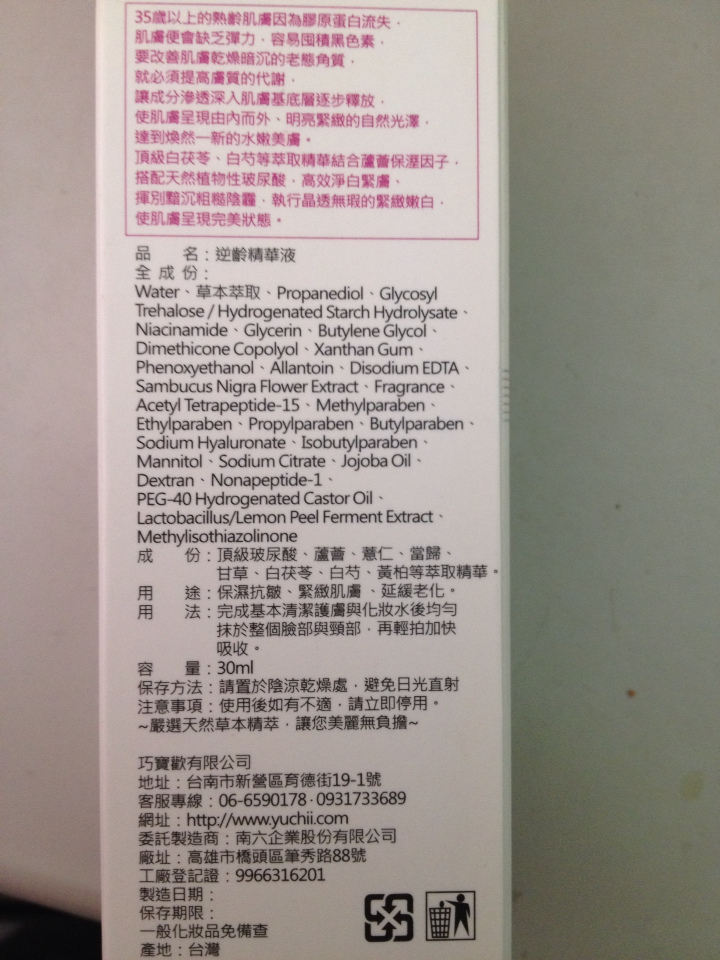 35歲以上的熟齡肌膚因為膠原蛋白流失，
肌膚便會缺乏彈力，容易囤積黑色素，
要改善肌膚乾燥暗沉的老態角質，
就必須提高膚質的代謝，
讓成分滲透深入肌膚基底層逐步釋放，
使肌膚呈現由內而外、明亮緊緻的自然光澤，
達到煥然一新的水嫩美膚。
頂級白茯苓、白芍等萃取精華結合蘆薈保溼因子，
搭配天然植物性玻尿酸，高效淨白緊膚、
揮別黯沉粗糙陰霾，執行晶透無瑕的緊緻嫩白，
使肌膚呈現完美狀態。
品　　名：逆齡精華液
全 成 份：
Water、草本萃取、Propanediol、Glycosyl
Trehalose / Hydrogenated Starch Hydrolysate、
Niacinamide、Glycerin、Butylene Glycol、
Dimethicone Copolyol、Xanthan Gum、
Phenoxyethanol、Allantoin、Disodium EDTA、
Sambucus Nigra Flower Extract、Fragrance、
Acetyl Tetrapeptide-15、Methylparaben、
Ethylparaben、Propylparaben、Butylparaben、
Sodium Hyaluronate、Isobutylparaben、
Mannitol、Sodium Citrate、Jojoba Oil、
Dextran、Nonapeptide-1、
PEG-40 Hydrogenated Castor Oil、
Lactobacillus/Lemon Peel Ferment Extract、
Methylisothiazolinone
成　　份：頂級玻尿酸、蘆薈、薏仁、當歸、
甘草、白茯苓、白芍、黃柏等萃取精華。
用　　途：保濕抗皺、緊緻肌膚、延緩老化。
用　　法：完成基本清潔護膚與化妝水後均勻
抹於整個臉部與頸部，再輕拍加快
吸收。
容　　量：30ml
保存方法：請置於陰涼乾燥處，避免日光直射
注意事項：使用後如有不適，請立即停用。
~嚴選天然草本精萃，讓您美麗無負擔~
巧寶歡有限公司
地址：台南市新營區育德街19-1號
客服專線：06-6590178·0931733689
網址：http://www.yuchii.com
委託製造商：南六企業股份有限公司
廠址：高雄市橋頭區筆秀路88號
工廠登記證：9966316201
製造日期：
保存期限：
一般化妝品免備查
產地：台灣